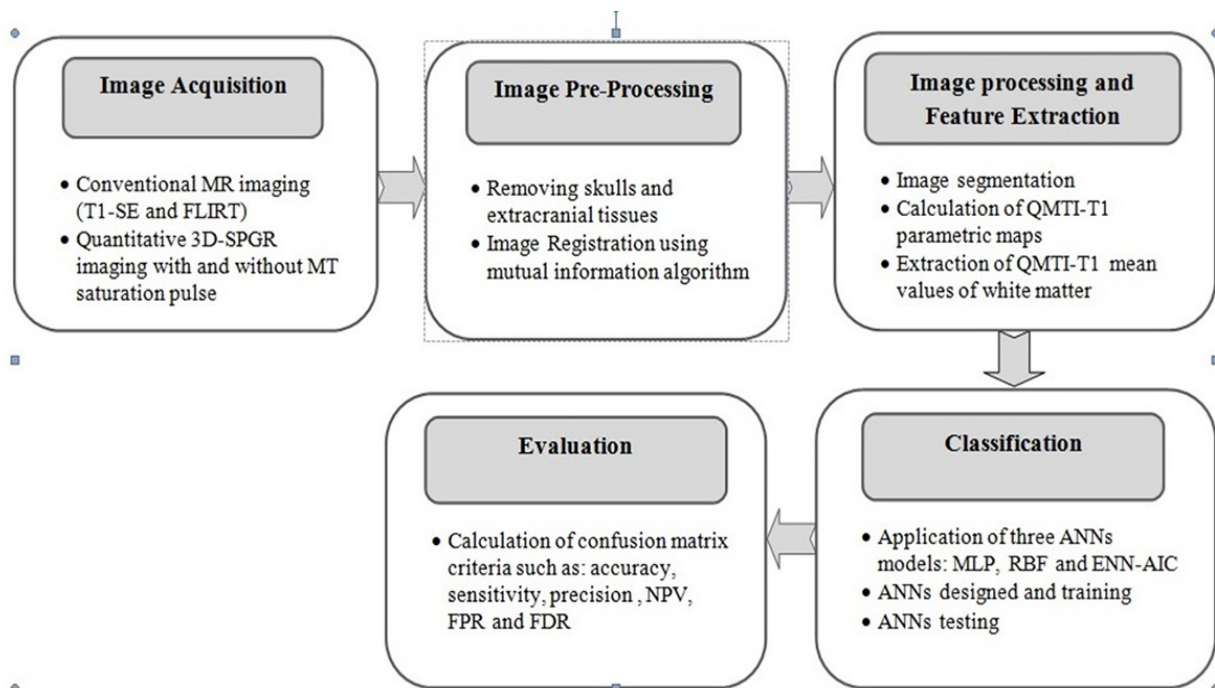 Image Acquisition
• Conventional MR imaging
(T1-SE and FLIRT)
• Quantitative 3D-SPGR
imaging with and without MT
saturation pulse
Image Pre-Processing
• Removing skulls and
extracranial tissues
• Image Registration using
mutual information algorithm
Image processing and
Feature Extraction
• Image segmentation
• Calculation of QMTI-T1
parametric maps
• Extraction of QMTI-T1 mean
values of white matter
Classification
• Application of three ANNs
models: MLP, RBF and ENN-AIC
• ANNs designed and training
• ANNs testing
Evaluation
• Calculation of confusion matrix
criteria such as: accuracy,
sensitivity, precision , NPV,
FPR and FDR